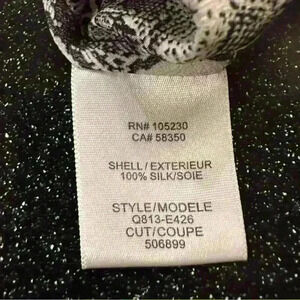 RN# 105230
CA# 58350
SHELL/EXTERIEUR
100% SILK/SOIE
STYLE/MODELE
Q813-E426
CUT/COUPE
506899